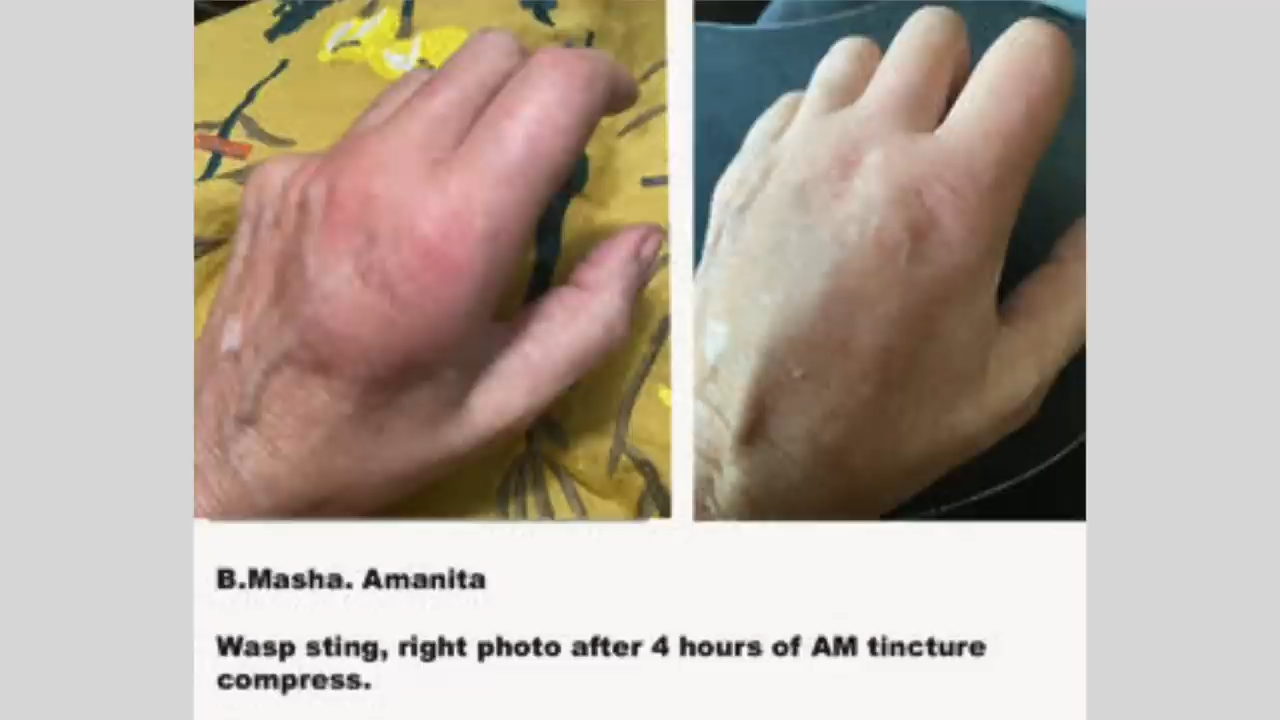 B.Masha. Amanita
Wasp sting, right photo after 4 hours of AM tincture
compress.